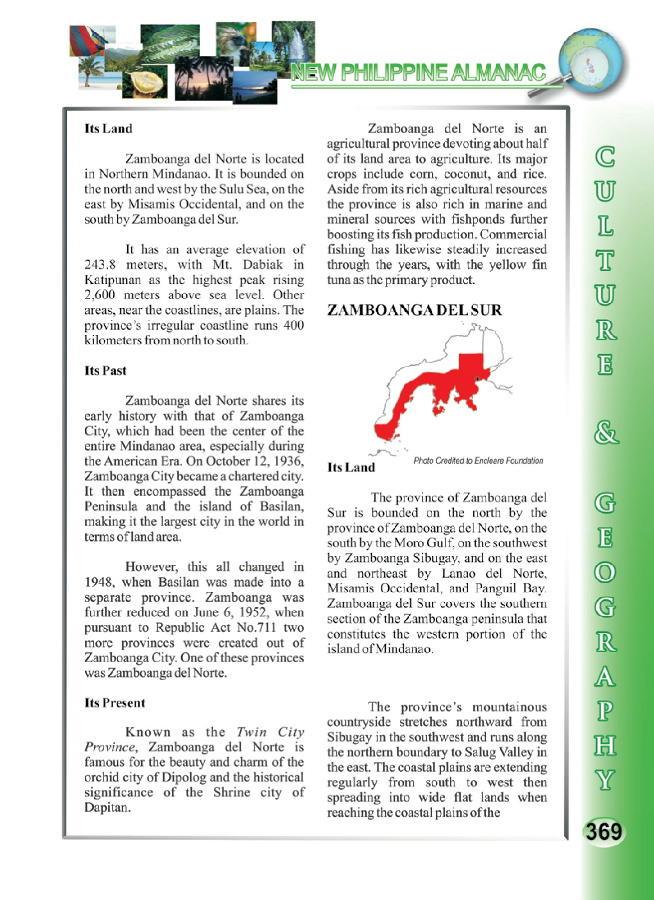 NEW PHILIPPINE ALMANAC
Its Land
Zamboanga del Norte is located
in Northern Mindanao. It is bounded on
the north and west by the Sulu Sea, on the
east by Misamis Occidental, and on the
south by Zamboanga del Sur.
It has an average elevation of
243.8 meters, with Mt. Dabiak in
Katipunan as the highest peak rising
2,600 meters above sea level. Other
areas, near the coastlines, are plains. The
province's irregular coastline runs 400
kilometers from north to south.
Its Past
Zamboanga del Norte shares its
early history with that of Zamboanga
City, which had been the center of the
entire Mindanao area, especially during
the American Era. On October 12, 1936,
Zamboanga City became a chartered city.
It then encompassed the Zamboanga
Peninsula and the island of Basilan,
making it the largest city in the world in
terms of land area.
However, this all changed in
1948, when Basilan was made into a
separate province. Zamboanga was
further reduced on June 6, 1952, when
pursuant to Republic Act No.711 two
more provinces were created out of
Zamboanga City. One of these provinces
was Zamboanga del Norte.
Its Present
Known as the Twin City
Province, Zamboanga del Norte is
famous for the beauty and charm of the
orchid city of Dipolog and the historical
significance of the Shrine city of
Dapitan.
Zamboanga del Norte is an
agricultural province devoting about half
of its land area to agriculture. Its major
crops include corn, coconut, and rice.
Aside from its rich agricultural resources
the province is also rich in marine and
mineral sources with fishponds further
boosting its fish production. Commercial
fishing has likewise steadily increased
through the years, with the yellow fin
tuna as the primary product.
ZAMBOANGA DEL SUR
Photo Credited to Encleere Foundation
Its Land
The province of Zamboanga del
Sur is bounded on the north by the
province of Zamboanga del Norte, on the
south by the Moro Gulf, on the southwest
by Zamboanga Sibugay, and on the east
and northeast by Lanao del Norte,
Misamis Occidental, and Panguil Bay.
Zamboanga del Sur covers the southern
section of the Zamboanga peninsula that
constitutes the western portion of the
island of Mindanao.
The province's mountainous
countryside stretches northward from
Sibugay in the southwest and runs along
the northern boundary to Salug Valley in
the east. The coastal plains are extending
regularly from south to west then
spreading into wide flat lands when
reaching the coastal plains of the
CULTURE & GEOGRAPHY
369